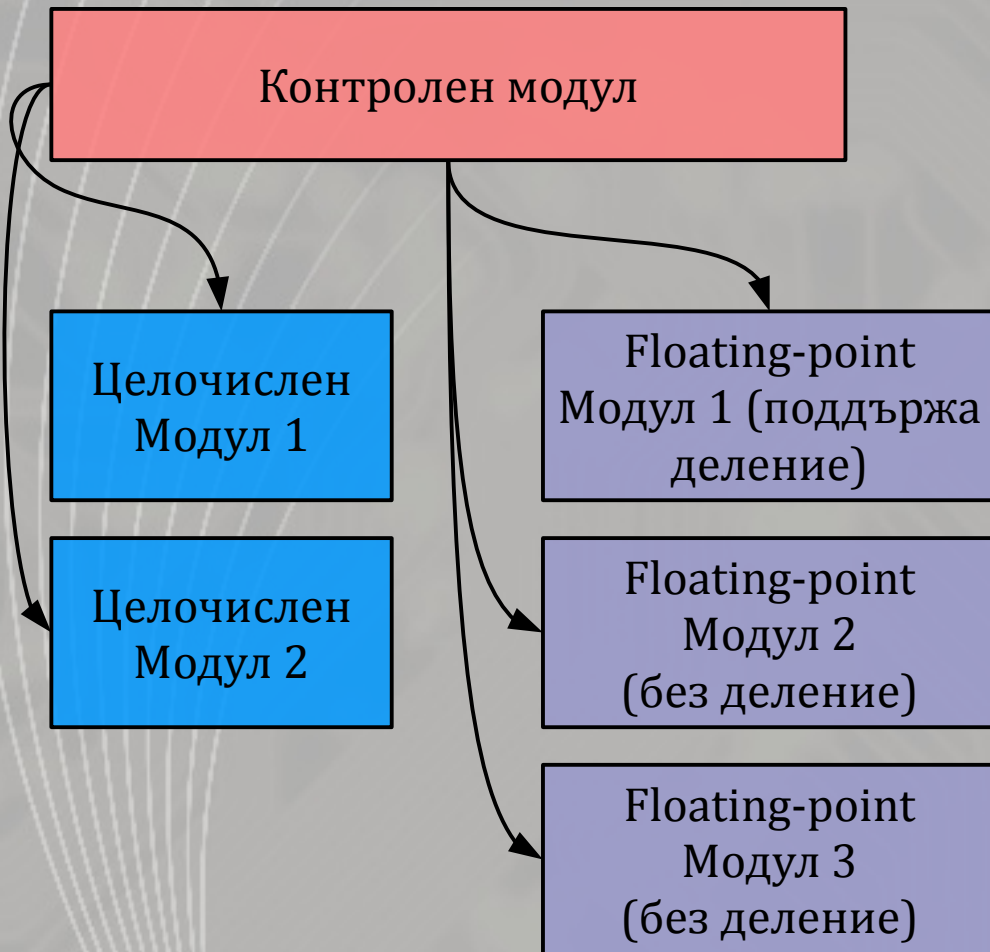 Контролен модул
Целочислен
Модул 1
Floating-point
Модул 1 (поддържа
деление)
Целочислен
Модул 2
Floating-point
Модул 2
(без деление)
Floating-point
Модул 3
(без деление)